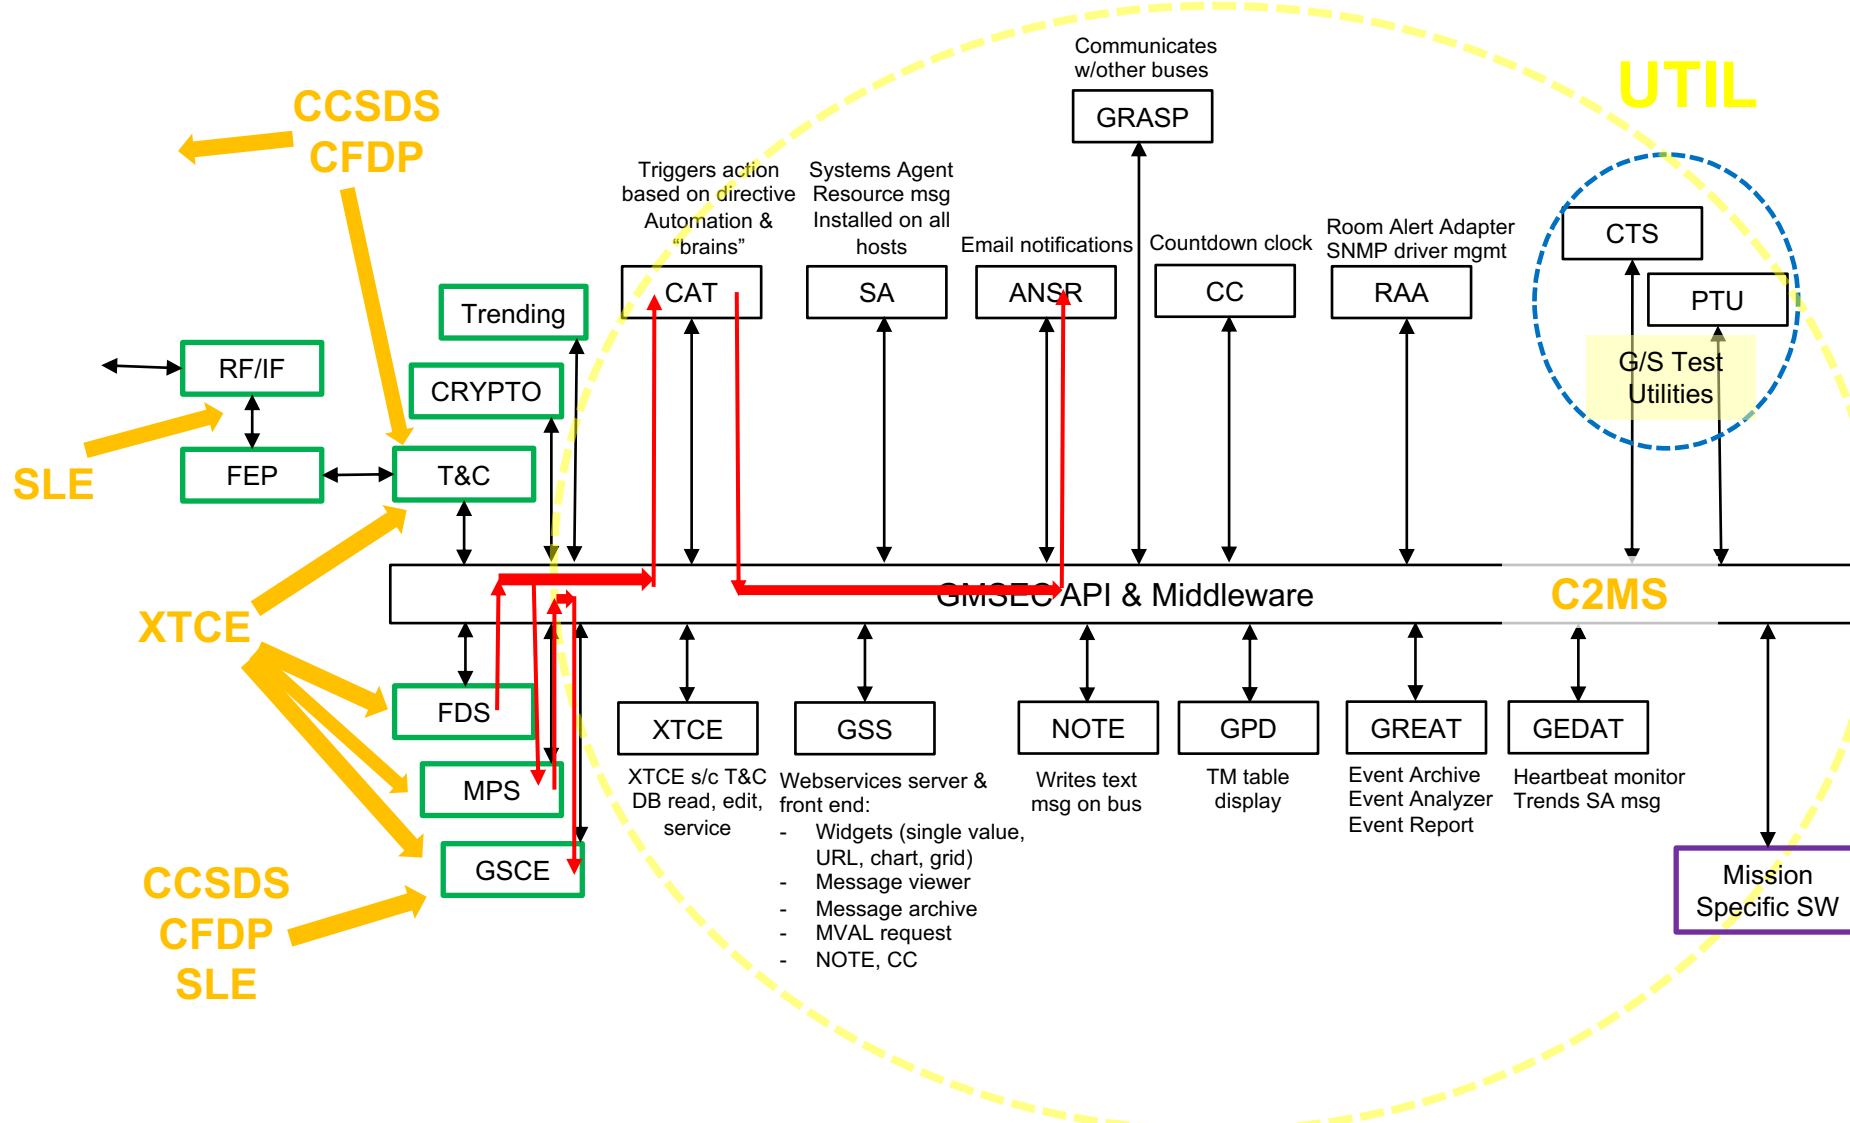 Communicates
w/other buses
UTIL
CCSDS
CFDP
GRASP
Triggers action
based on directive
Automation &
“brains”
Systems Agent
Resource msg
Installed on all
hosts
Email notifications
Countdown clock
Room Alert Adapter
SNMP driver mgmt
CTS
PTU
G/S Test
Utilities
CAT
SA
ANSR
CC
RAA
Trending
RF/IF
CRYPTO
SLE
FEP
T&C
GMSEC API & Middleware
C2MS
XTCE
FDS
MPS
GSCE
XTCE
GSS
NOTE
GPD
GREAT
GEDAT
XTCE s/c T&C
DB read, edit,
service
Webservices server &
front end:
- Widgets (single value,
URL, chart, grid)
- Message viewer
- Message archive
- MVAL request
- NOTE, CC
Writes text
msg on bus
TM table
display
Event Archive
Event Analyzer
Event Report
Heartbeat monitor
Trends SA msg
Mission
Specific SW
CCSDS
CFDP
SLE